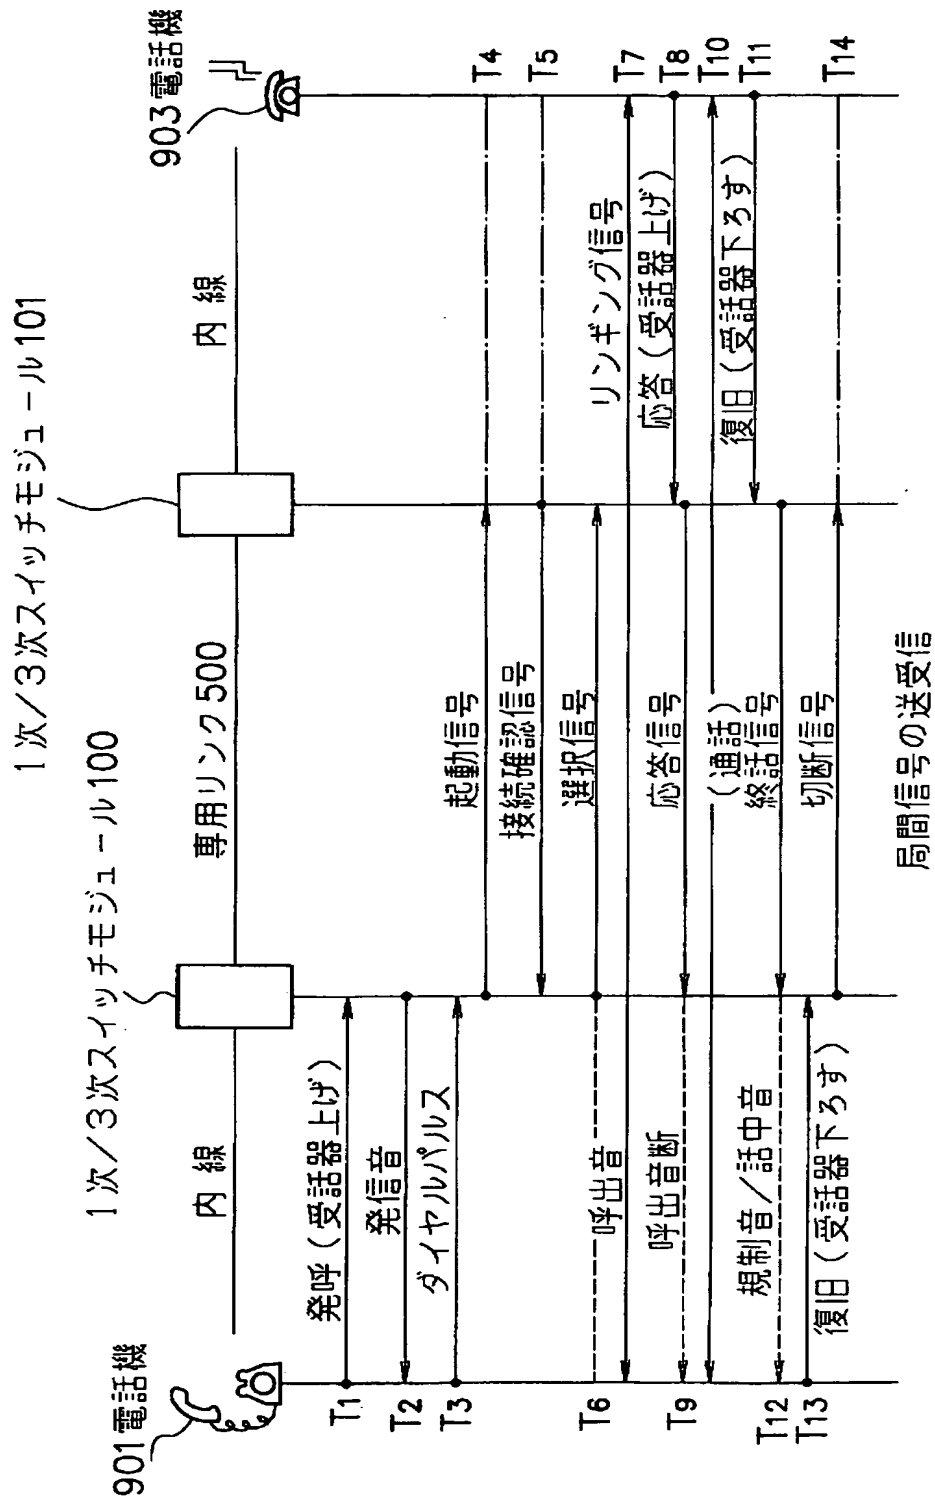 1次/3次スイッチモジュール101
1次/3次スイッチモジュール100
901電話機
内線
専用リンク500
内線
903電話機
T1
発呼(受話器上げ)
T2
発信音
T3
ダイヤルパルス
起動信号
T4
接続確認信号
T5
T6
選択信号
呼出音
リンギング信号
T7
応答(受話器上げ)
T8
T9
呼出音断
応答信号
(通話)
T10
復旧(受話器下ろす)
T11
T12
規制音/話中音
終話信号
T13
復旧(受話器下ろす)
切断信号
T14
局間信号の送受信